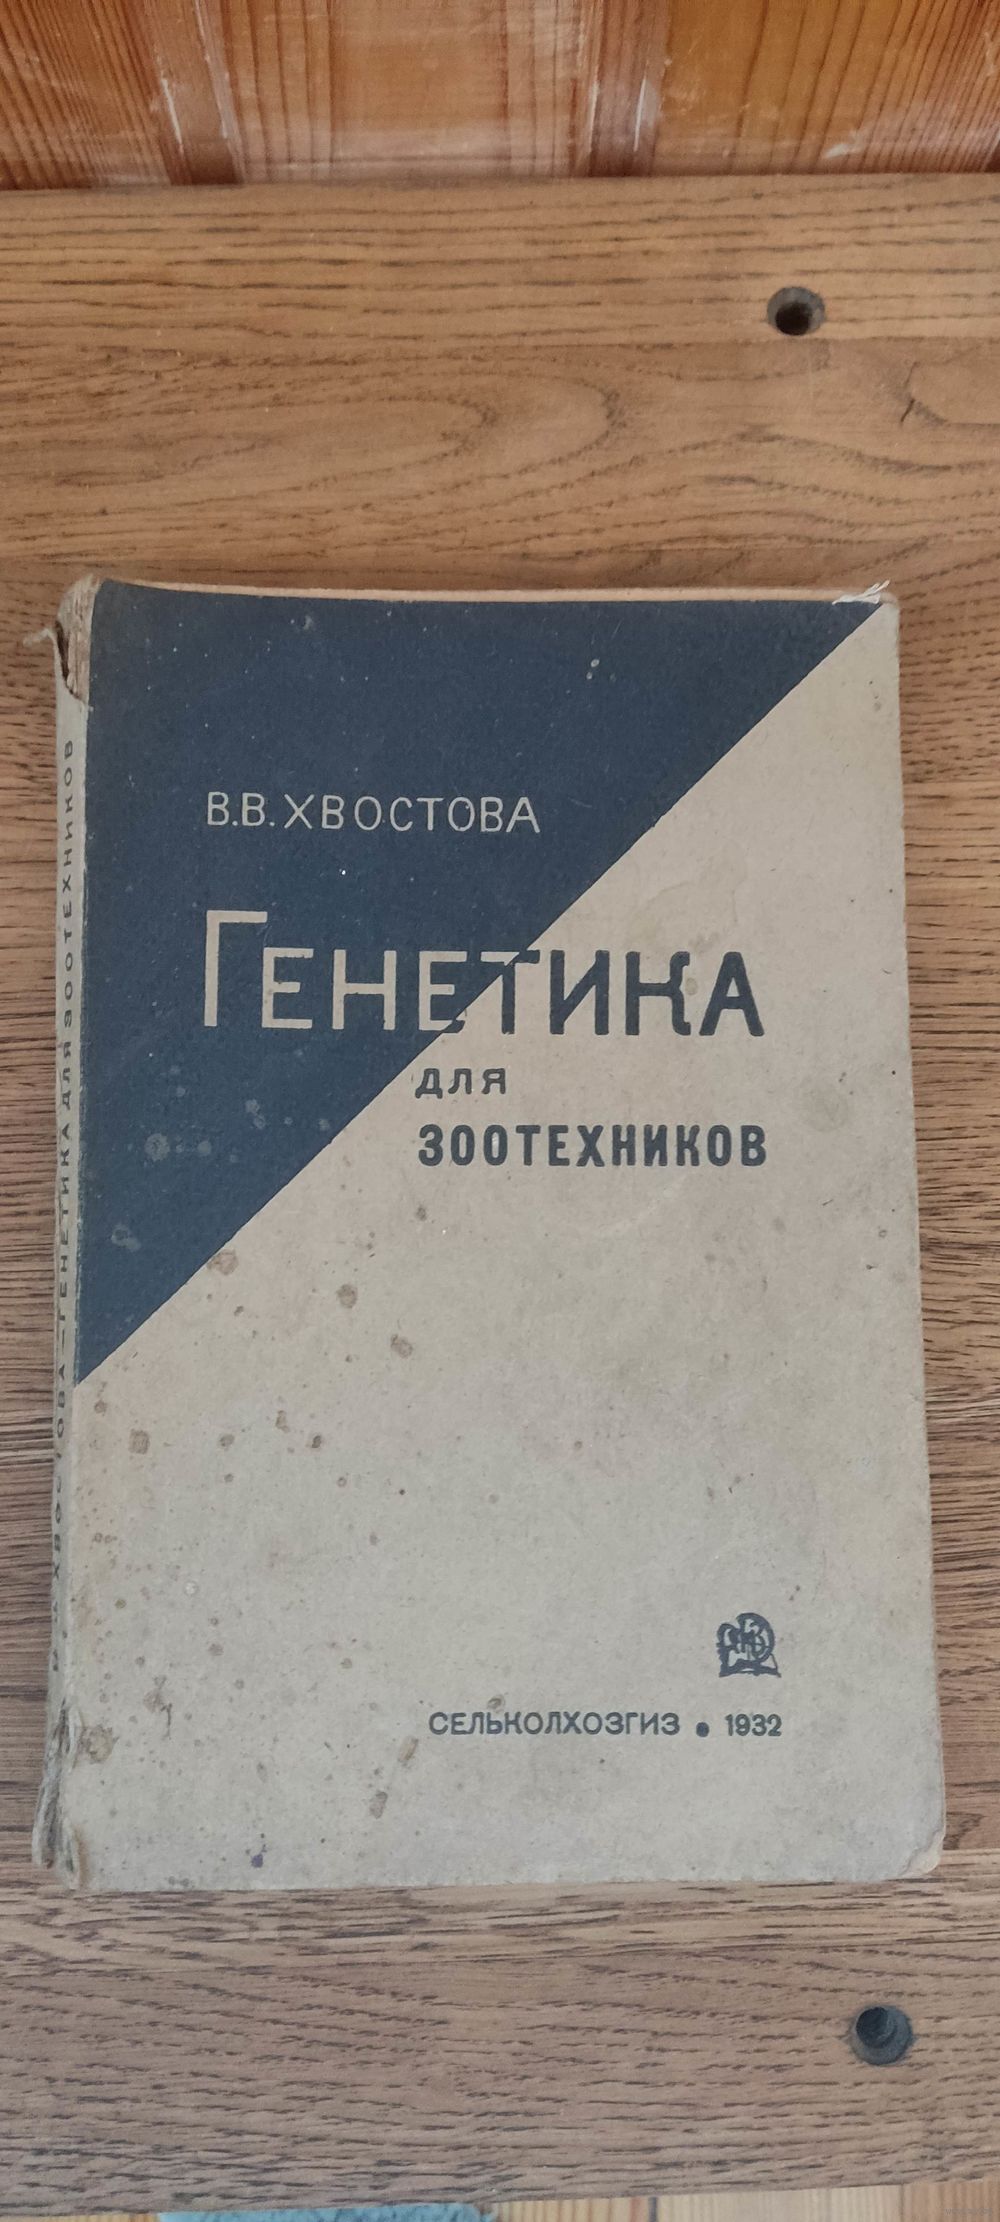 В.В. ХВОСТОВА
ГЕНЕТИКА
ДЛЯ
ЗООТЕХНИКОВ
СЕЛЬКОЛХОЗГИЗ • 1932
ХВОСТОВА – ГЕНЕТИКА ДЛЯ ЗООТЕХНИКОВ